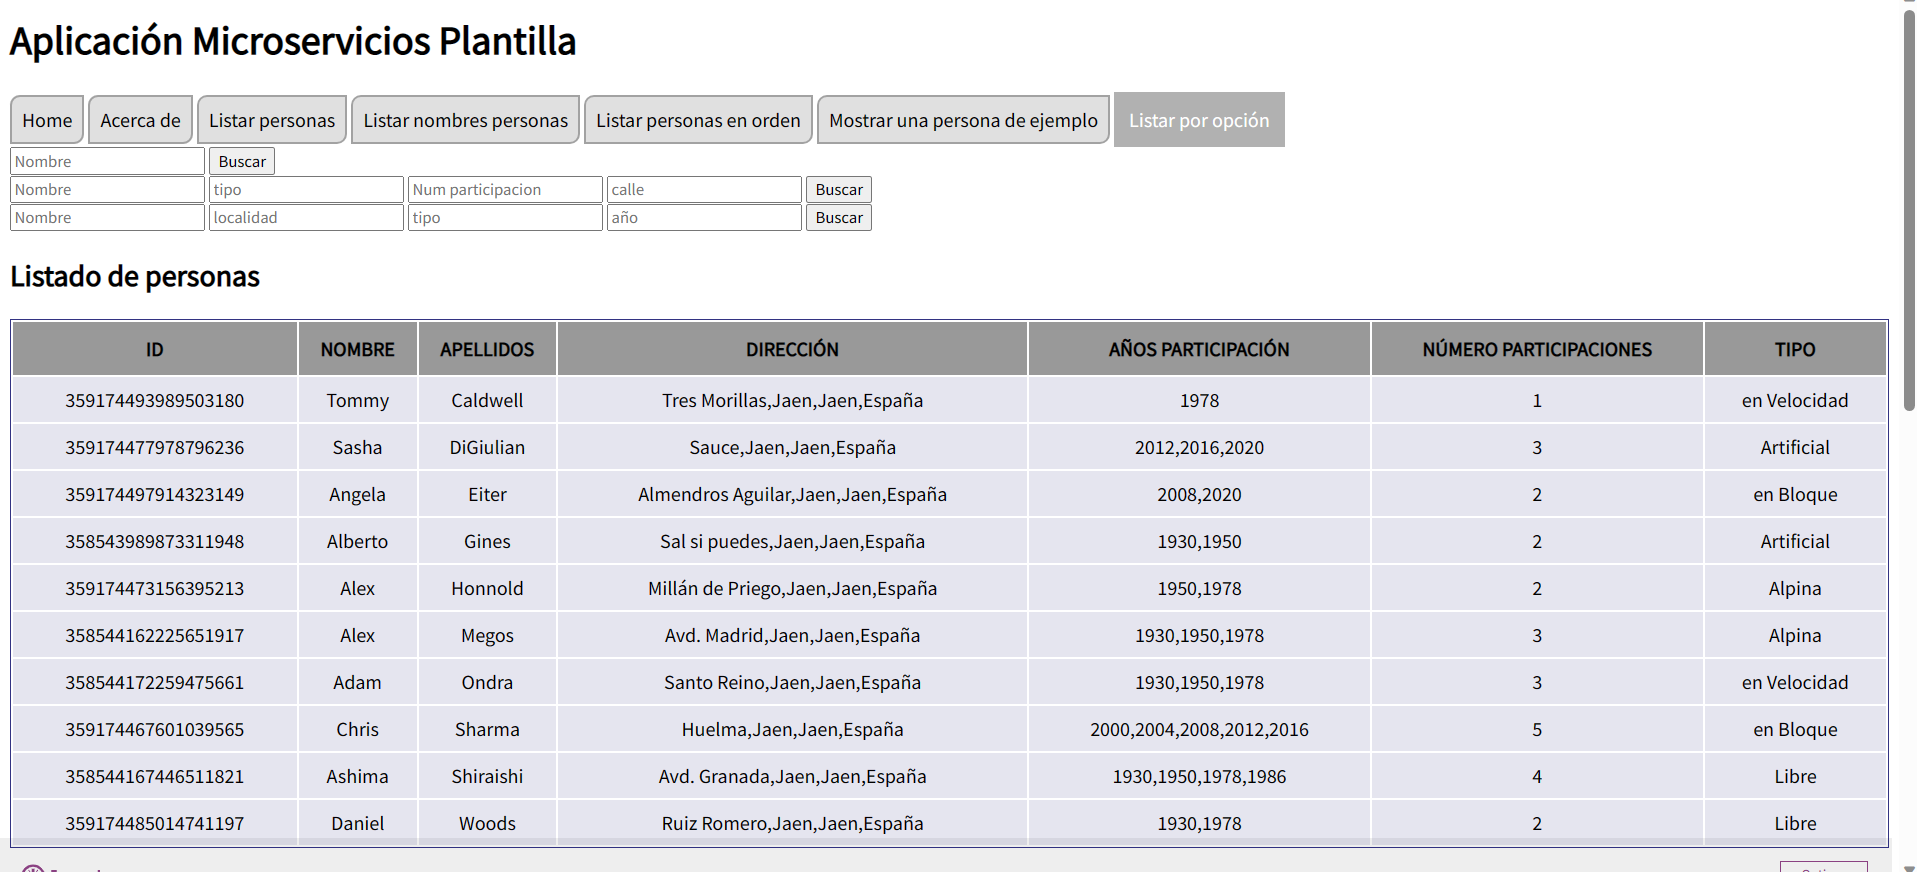 Aplicación Microservicios Plantilla
Home Acerca de Listar personas Listar nombres personas Listar personas en orden Mostrar una persona de ejemplo Listar por opción
Nombre Buscar
Nombre tipo Num participacion calle Buscar
Nombre localidad tipo año Buscar
Listado de personas
ID NOMBRE APELLIDOS DIRECCIÓN AÑOS PARTICIPACIÓN NÚMERO PARTICIPACIONES TIPO
359174493989503180 Tommy Caldwell Tres Morillas,Jaen,Jaen,España 1978 1 en Velocidad
359174477978796236 Sasha DiGiulian Sauce,Jaen,Jaen,España 2012,2016,2020 3 Artificial
359174497914323149 Angela Eiter Almendros Aguilar,Jaen,Jaen,España 2008,2020 2 en Bloque
358543989873311948 Alberto Gines Sal si puedes,Jaen,Jaen,España 1930,1950 2 Artificial
359174473156395213 Alex Honnold Millán de Priego,Jaen,Jaen,España 1950,1978 2 Alpina
358544162225651917 Alex Megos Avd. Madrid,Jaen,Jaen,España 1930,1950,1978 3 Alpina
358544172259475661 Adam Ondra Santo Reino,Jaen,Jaen,España 1930,1950,1978 3 en Velocidad
359174467601039565 Chris Sharma Huelma,Jaen,Jaen,España 2000,2004,2008,2012,2016 5 en Bloque
358544167446511821 Ashima Shiraishi Avd. Granada,Jaen,Jaen,España 1930,1950,1978,1986 4 Libre
359174485014741197 Daniel Woods Ruiz Romero,Jaen,Jaen,España 1930,1978 2 Libre